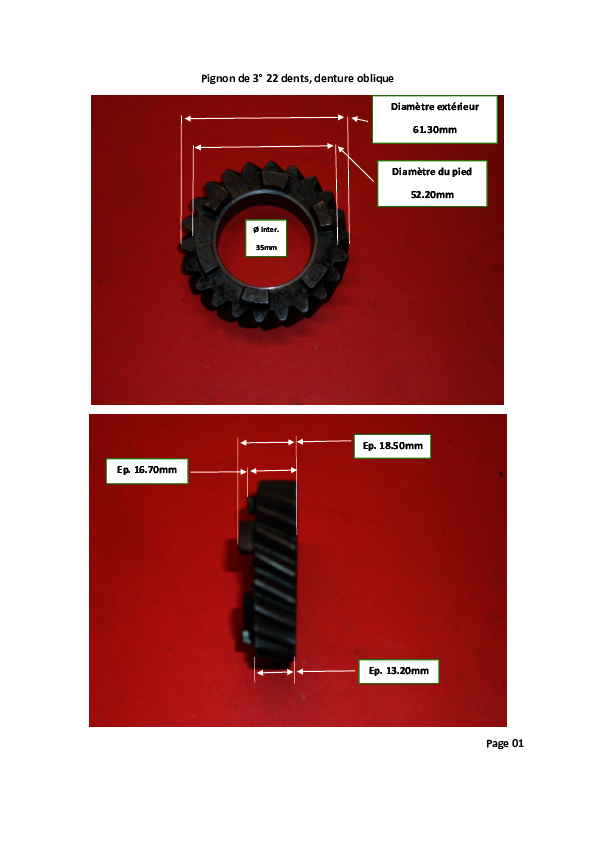 Pignon de 3° 22 dents, denture oblique
Diamètre extérieur
61.30mm
Diamètre du pied
52.20mm
Ø inter.
35mm
Ep. 18.50mm
Ep. 16.70mm
Ep. 13.20mm
Page 01